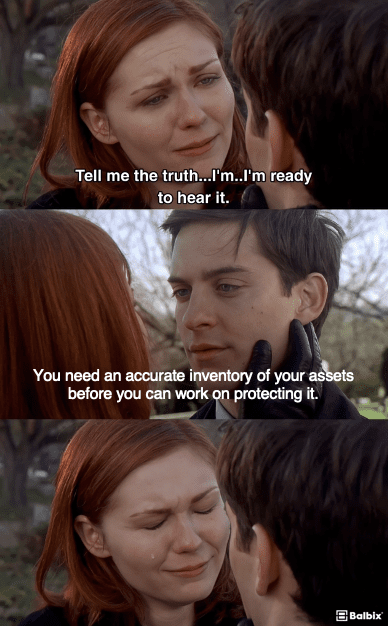 Tell me the truth...I'm..I'm ready
to hear it.
You need an accurate inventory of your assets
before you can work on protecting it.
Balbix